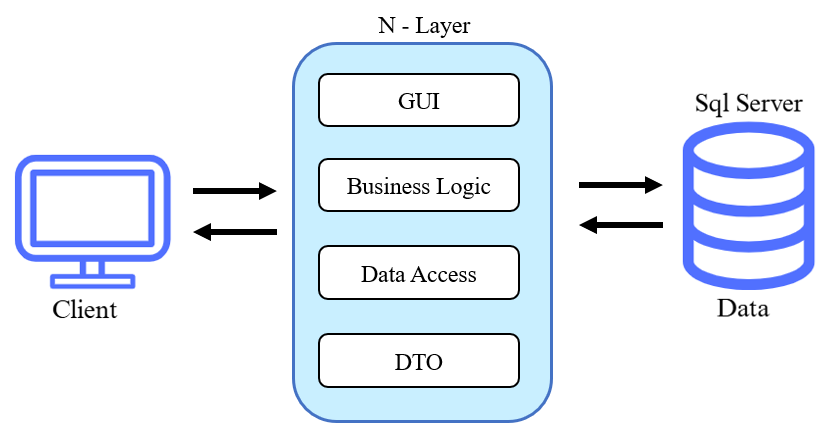 N - Layer
GUI
Business Logic
Data Access
DTO
Client
Sql Server
Data